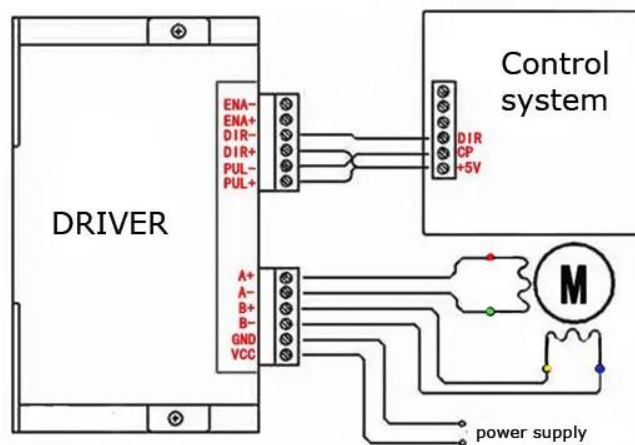 Control
system
ENA-
ENA+
DIR-
DIR+
PUL-
PUL+
DIR
CP
+5V
DRIVER
A+
A-
B+
B-
GND
VCC
M
power supply